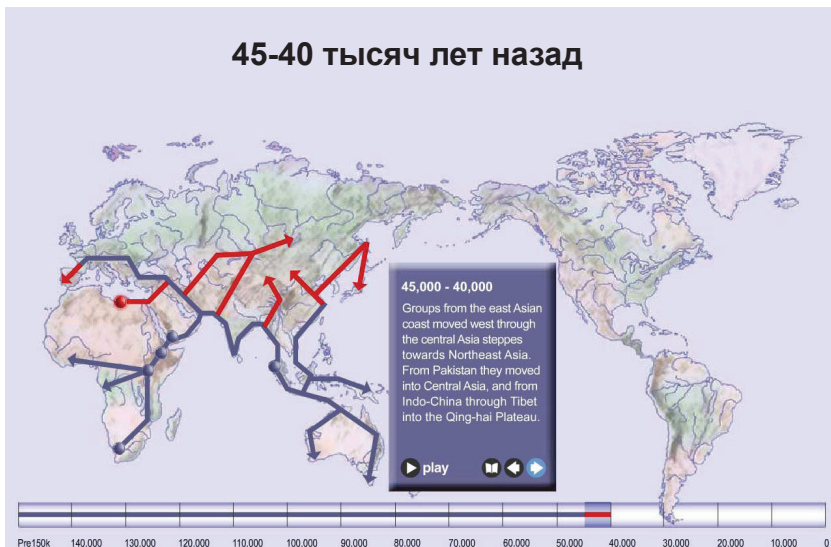 45-40 тысяч лет назад
45,000 - 40,000
Groups from the east Asian
coast moved west through
the central Asia steppes
towards Northeast Asia.
From Pakistan they moved
into Central Asia, and from
Indo-China through Tibet
into the Qing-hai Plateau.
play
Pre150k 140.000 130.000 120.000 110.000 100.000 90.000 80.000 70.000 60.000 50.000 40.000 30.000 20.000 10.000 0